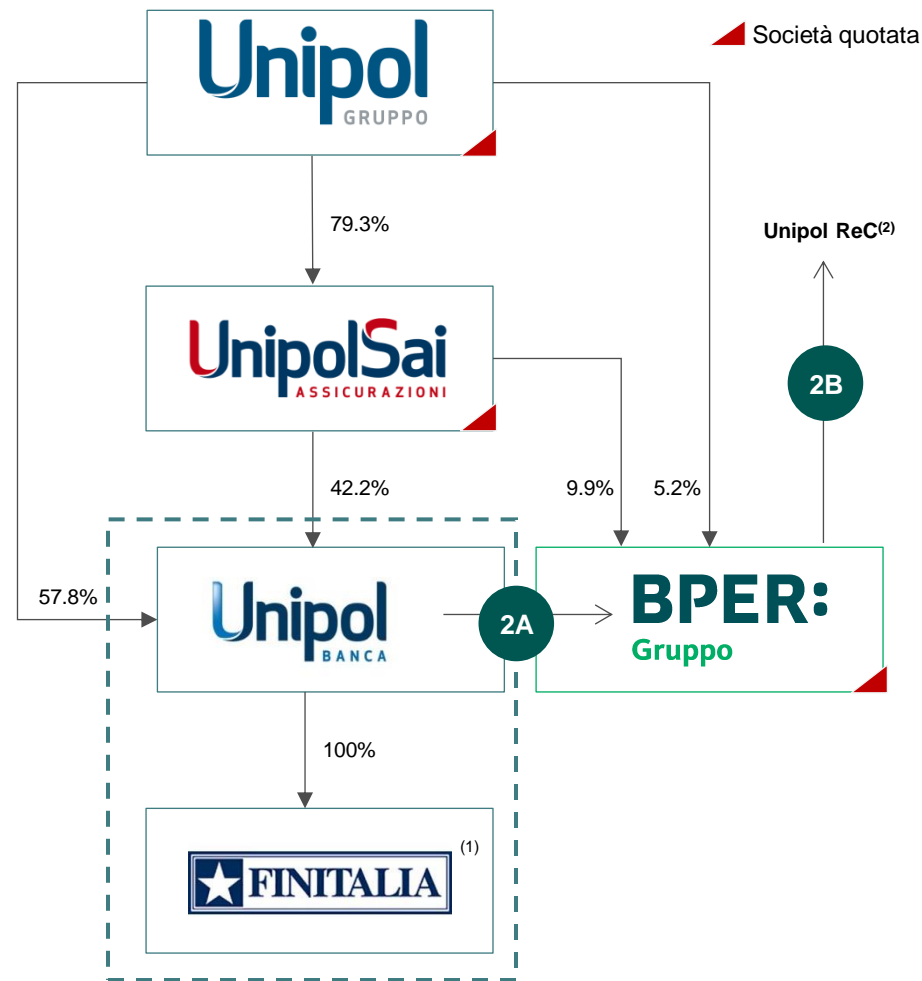 Unipol
GRUPPO
Società quotata
79.3%
Unipol ReC(2)
UnipolSai
ASSICURAZIONI
2B
42.2%
9.9%
5.2%
57.8%
Unipol
BANCA
2A
BPER:
Gruppo
100%
FINITALIA
(1)